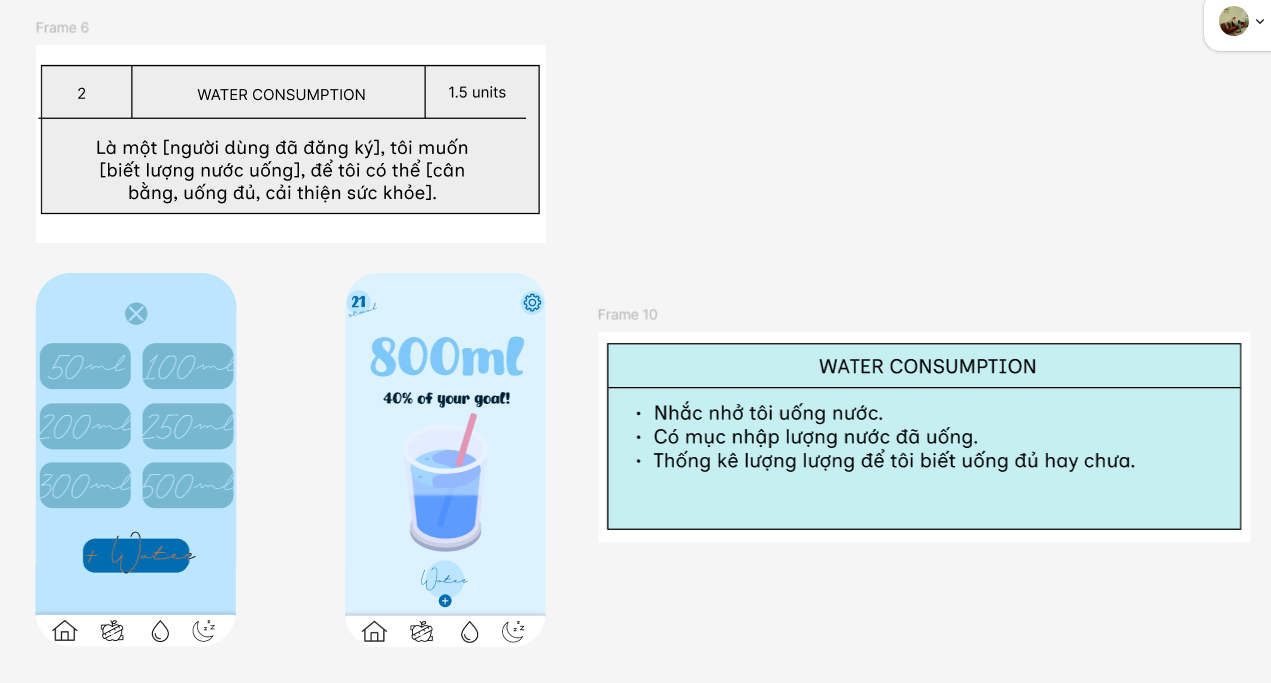 Frame 6
2
WATER CONSUMPTION
1.5 units
Là một [người dùng đã đăng ký], tôi muốn
[biết lượng nước uống], để tôi có thể [cân
bằng, uống đủ, cải thiện sức khỏe].
50ml
100ml
200ml
250ml
300ml
500ml
+ Water
21
800ml
40% of your goal!
Water
Frame 10
WATER CONSUMPTION
• Nhắc nhở tôi uống nước.
• Có mục nhập lượng nước đã uống.
• Thống kê lượng lượng để tôi biết uống đủ hay chưa.